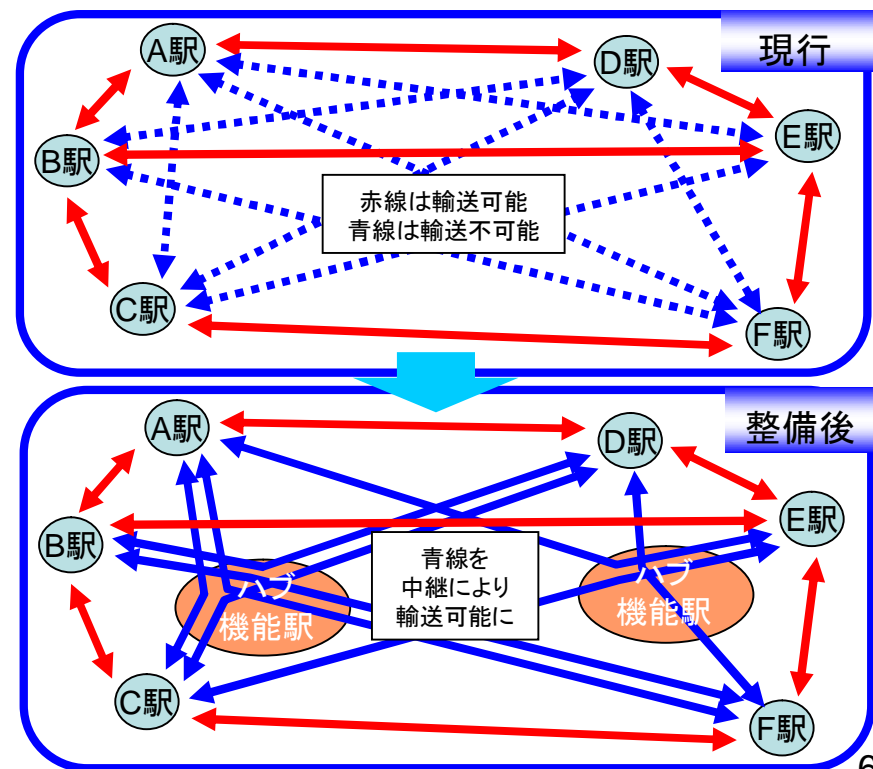 現行
A駅
D駅
B駅
E駅
赤線は輸送可能
青線は輸送不可能
C駅
F駅
整備後
A駅
D駅
B駅
E駅
青線を
中継により
輸送可能に
ハブ
機能駅
ハブ
機能駅
C駅
F駅
6